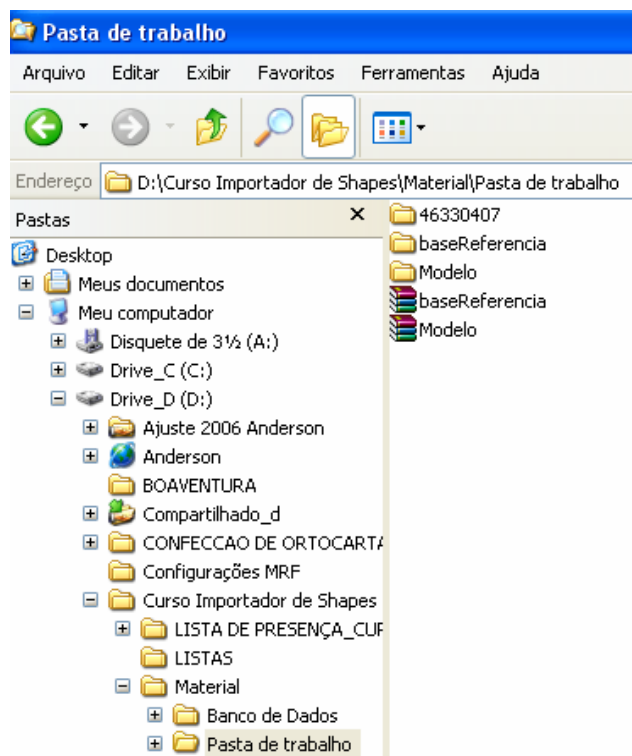 Pasta de trabalho
Arquivo Editar Exibir Favoritos Ferramentas Ajuda
Endereço D:\Curso Importador de Shapes\Material\Pasta de trabalho
Pastas
Desktop
Meus documentos
Meu computador
Disquete de 3½ (A:)
Drive_C (C:)
Drive_D (D:)
Ajuste 2006 Anderson
Anderson
BOAVENTURA
Compartilhado_d
CONFECCAO DE ORTOCARTA
Configurações MRF
Curso Importador de Shapes
LISTA DE PRESENÇA_CUR
LISTAS
Material
Banco de Dados
Pasta de trabalho
46330407
baseReferencia
Modelo
baseReferencia
Modelo